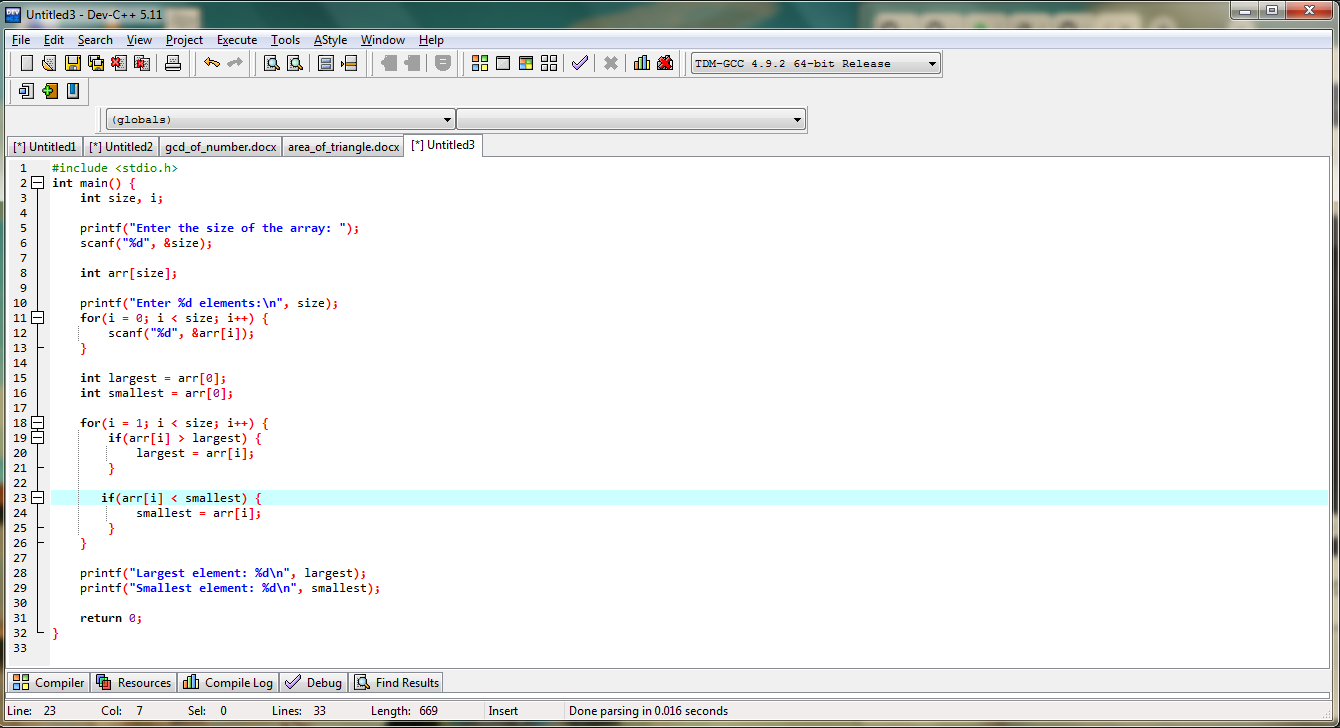 Untitled3 - Dev-C++ 5.11
File Edit Search View Project Execute Tools AStyle Window Help
TDM-GCC 4.9.2 64-bit Release
(globals)
[*] Untitled1 [*] Untitled2 gcd_of_number.docx area_of_triangle.docx [*] Untitled3
1 #include <stdio.h>
2 int main() {
3     int size, i;
4
5     printf("Enter the size of the array: ");
6     scanf("%d", &size);
7
8     int arr[size];
9
10     printf("Enter %d elements:\n", size);
11     for(i = 0; i < size; i++) {
12         scanf("%d", &arr[i]);
13     }
14
15     int largest = arr[0];
16     int smallest = arr[0];
17
18     for(i = 1; i < size; i++) {
19         if(arr[i] > largest) {
20             largest = arr[i];
21         }
22
23        if(arr[i] < smallest) {
24             smallest = arr[i];
25         }
26     }
27
28     printf("Largest element: %d\n", largest);
29     printf("Smallest element: %d\n", smallest);
30
31     return 0;
32 }
33
Compiler Resources Compile Log Debug Find Results
Line: 23 Col: 7 Sel: 0 Lines: 33 Length: 669 Insert Done parsing in 0.016 seconds